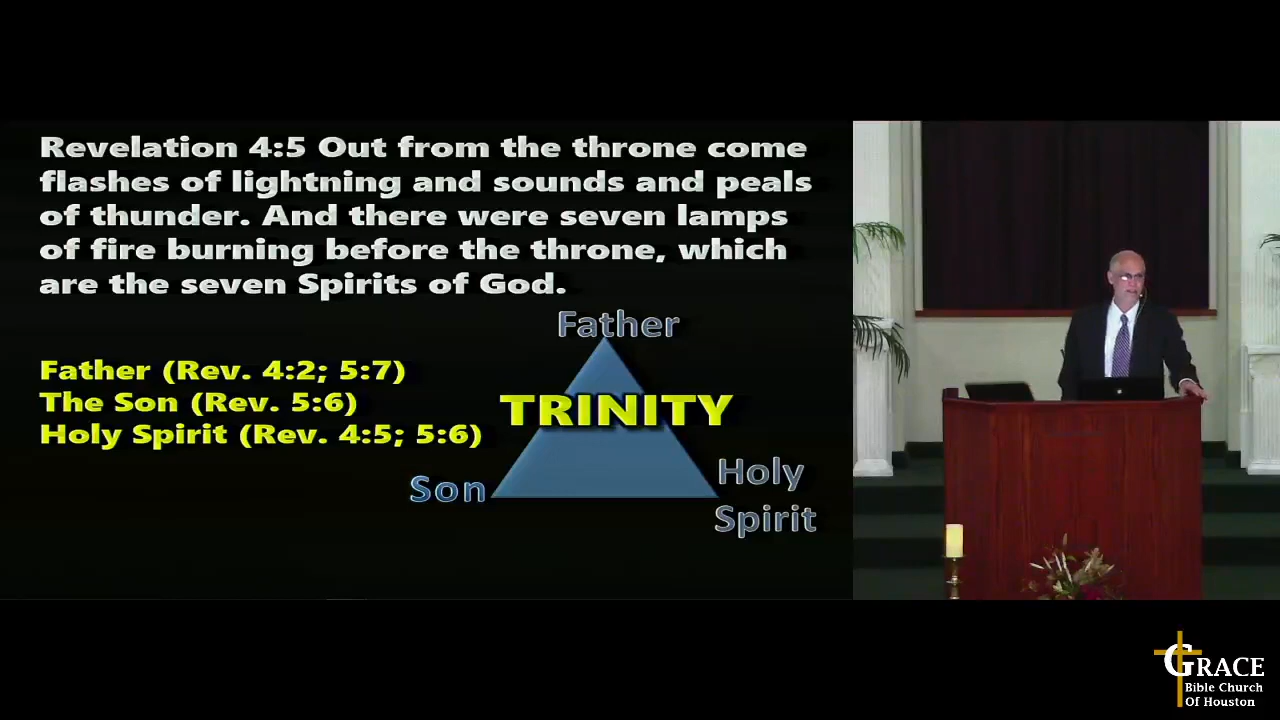 Revelation 4:5 Out from the throne come
flashes of lightning and sounds and peals
of thunder. And there were seven lamps
of fire burning before the throne, which
are the seven Spirits of God.
Father
Father (Rev. 4:2; 5:7)
The Son (Rev. 5:6)
TRINITY
Holy Spirit (Rev. 4:5; 5:6)
Son
Holy
Spirit
GRACE
Bible Church
Of Houston